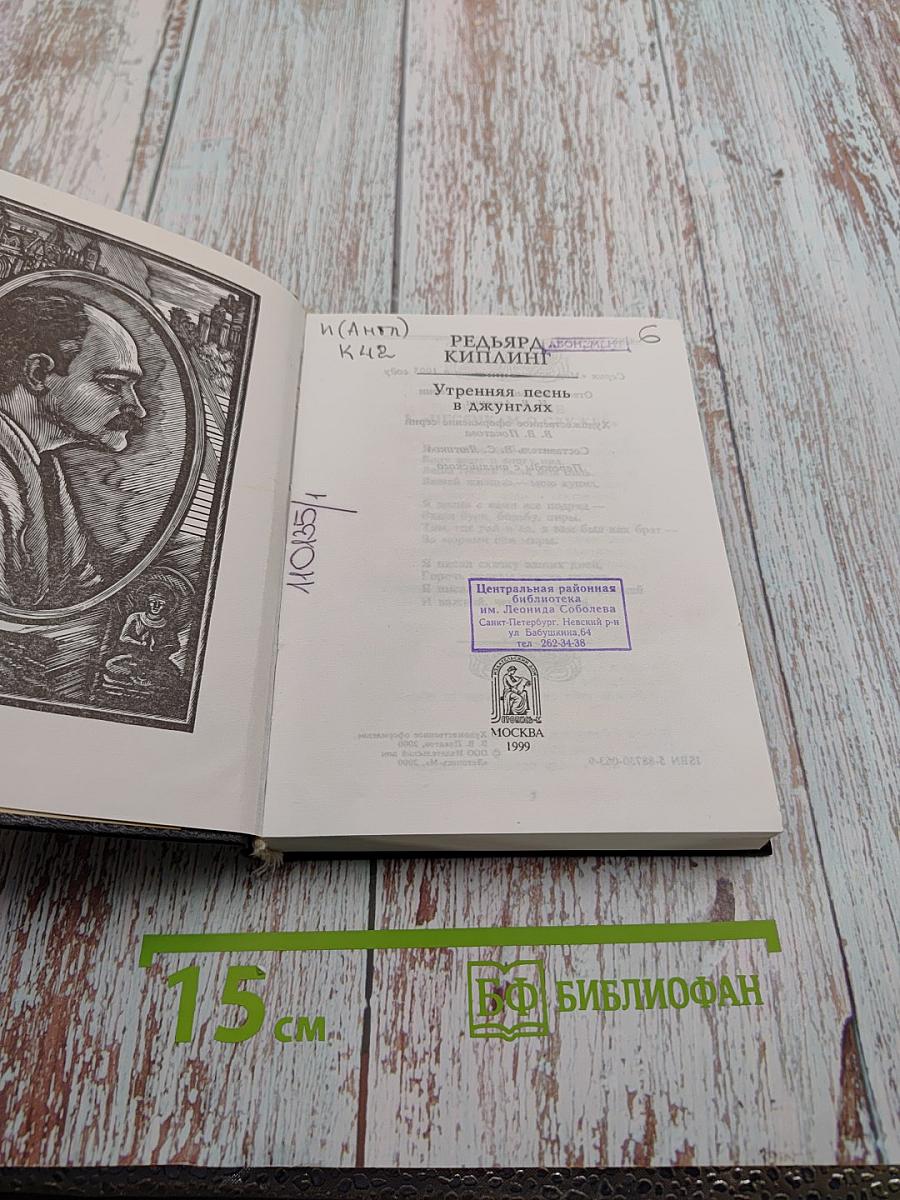 И(Англ)
К42
6
РЕДЬЯРД
КИПЛИНГ
АБОНЕМЕНТ
Утренняя песнь
в джунглях
110135/1
Центральная районная
библиотека
им. Леонида Соболева
Санкт-Петербург. Невский р-н
ул Бабушкина,64
тел 262-34-38
МОСКВА
1999
15 см
БФ БИБЛИОФАН